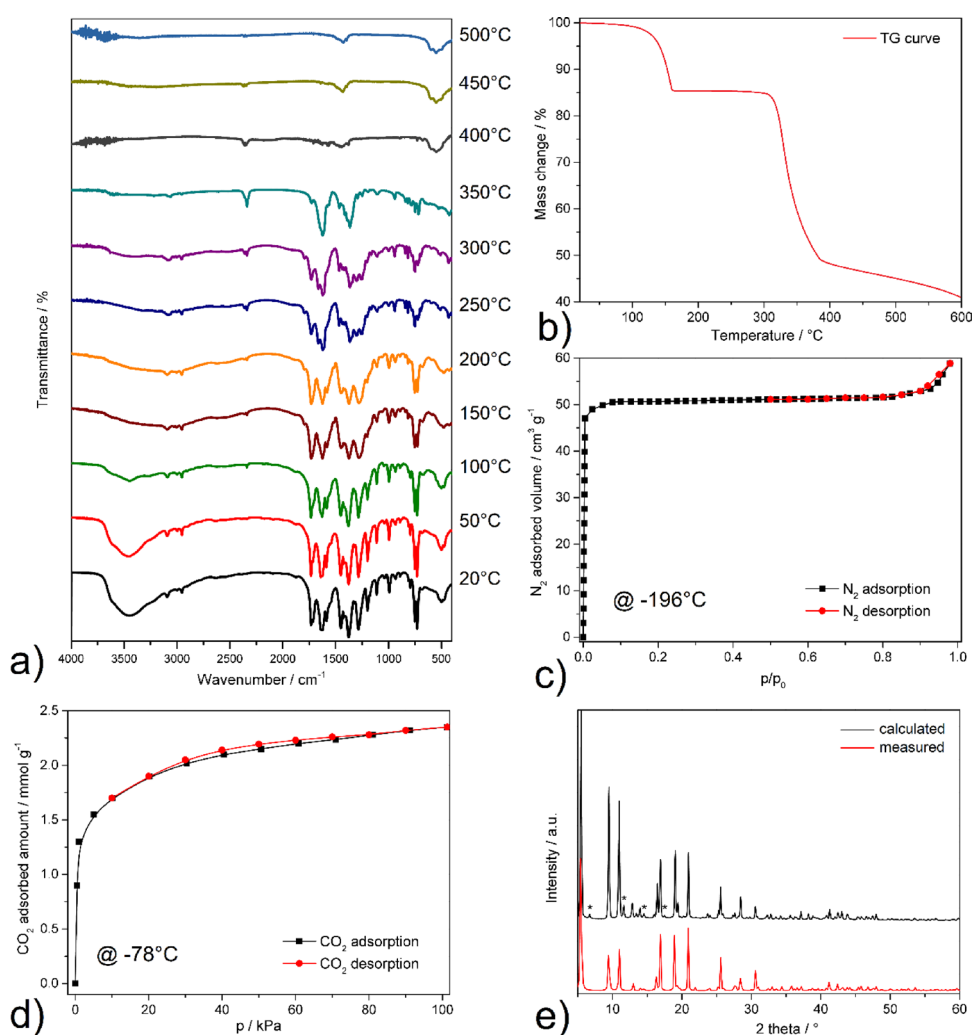 500°C
450°C
400°C
350°C
300°C
250°C
200°C
150°C
100°C
50°C
20°C
Transmittance / %
4000 3500 3000 2500 2000 1500 1000 500
Wavenumber / cm⁻¹
a)
100
90
80
70
60
50
40
Mass change / %
TG curve
100 200 300 400 500 600
Temperature / °C
b)
60
50
40
30
20
10
0
N₂ adsorbed volume / cm³ g⁻¹
@ -196°C
N₂ adsorption
N₂ desorption
0.0 0.2 0.4 0.6 0.8 1.0
p/p₀
c)
2.5
2.0
1.5
1.0
0.5
0.0
CO₂ adsorbed amount / mmol g⁻¹
@ -78°C
CO₂ adsorption
CO₂ desorption
0 20 40 60 80 100
p / kPa
d)
Intensity / a.u.
calculated
measured
* * * *
10 20 30 40 50 60
2 theta / °
e)